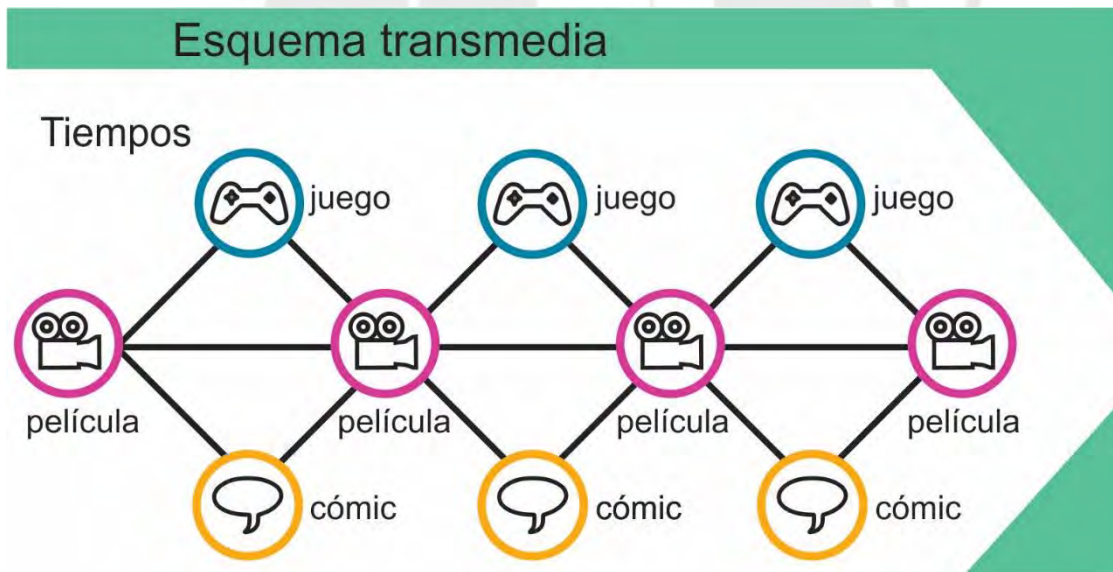 Esquema transmedia
Tiempos
juego
juego
juego
película
película
película
película
cómic
cómic
cómic